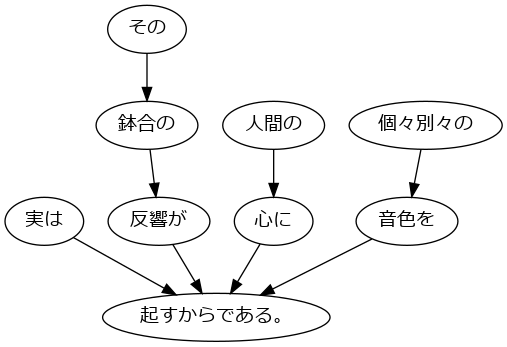 その
鉢合の
人間の
個々別々の
実は
反響が
心に
音色を
起すからである。